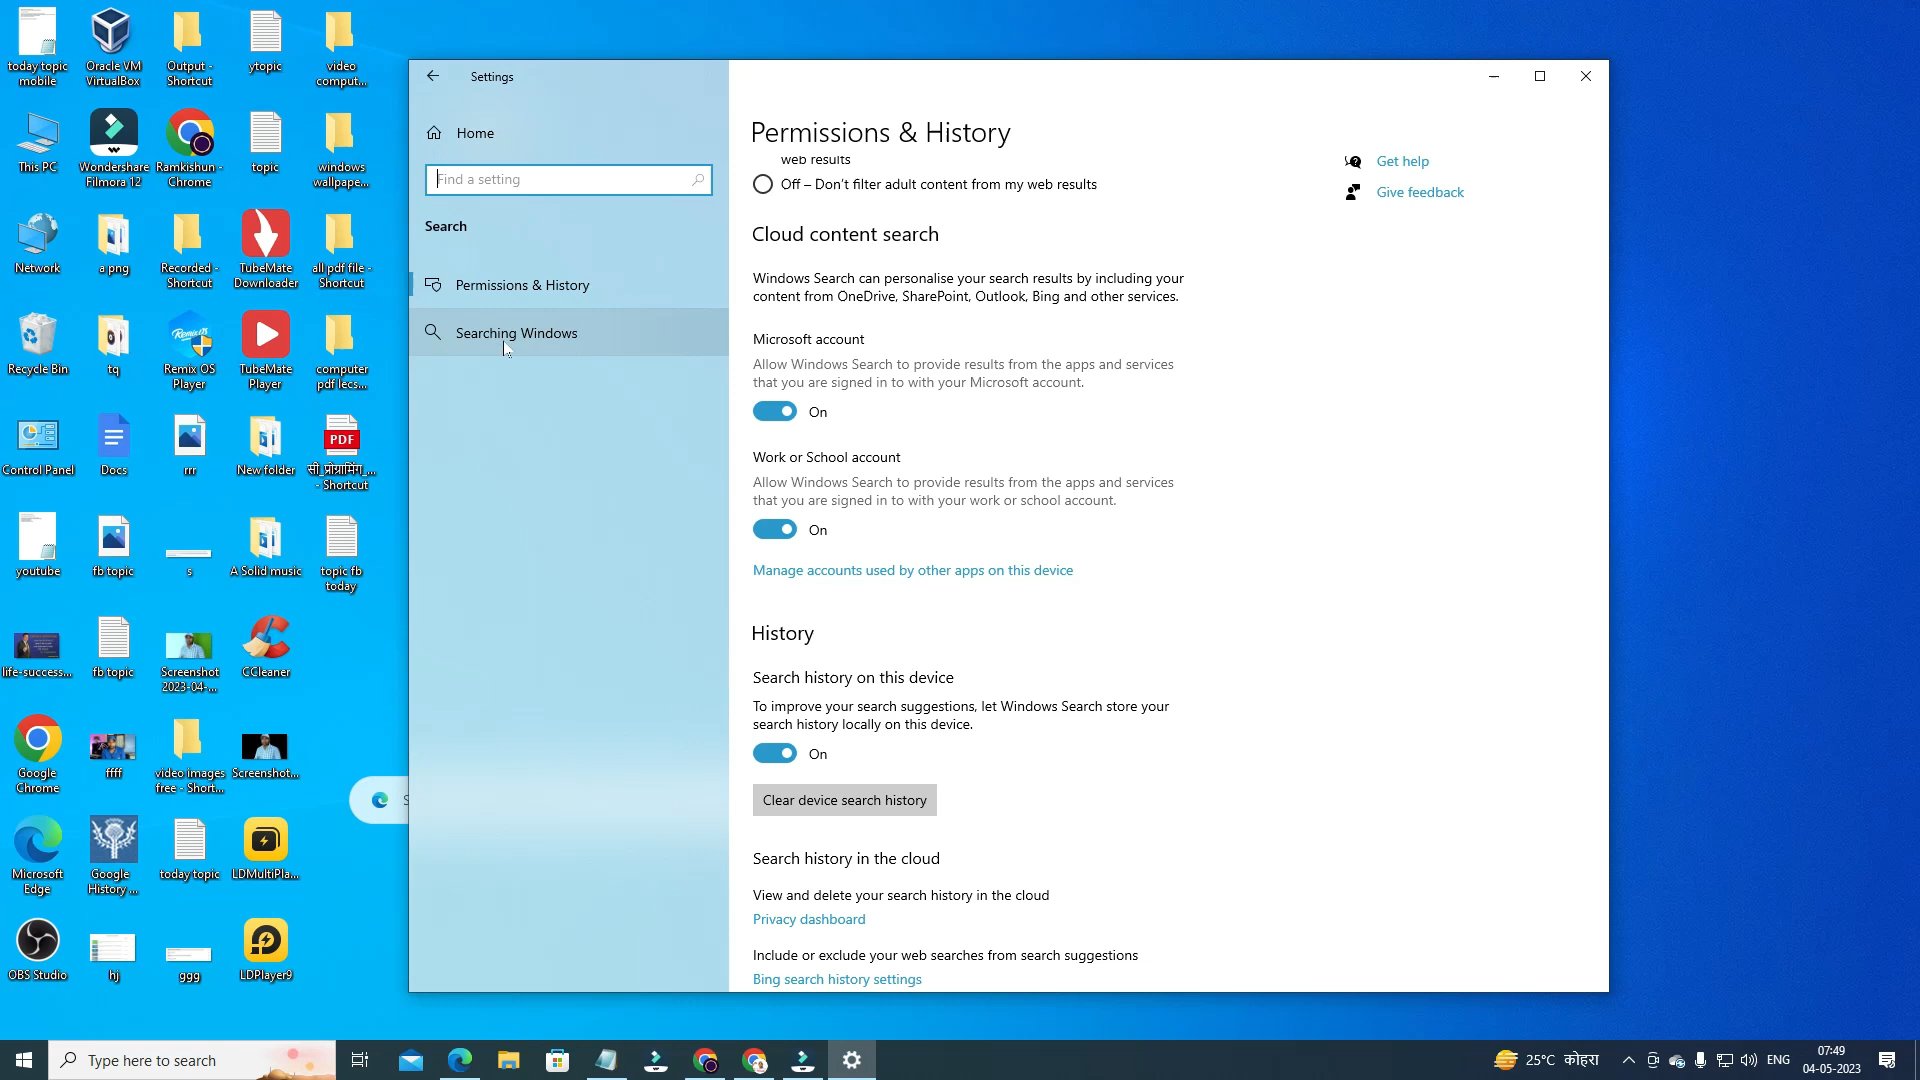 today topic
mobile
Oracle VM
VirtualBox
Output -
Shortcut
ytopic
video
comput...
This PC
Wondershare
Filmora 12
Ramkishun -
Chrome
topic
windows
wallpape...
Network
a png
Recorded -
Shortcut
TubeMate
Downloader
all pdf file -
Shortcut
Recycle Bin
tq
Remix OS
Player
TubeMate
Player
computer
pdf lecs...
Control Panel
Docs
rrr
New folder
PDF
सी_प्रोग्रामिंग_...
- Shortcut
youtube
fb topic
s
A Solid music
topic fb
today
life-success...
fb topic
Screenshot
2023-04-...
CCleaner
Google
Chrome
ffff
video images
free - Short...
Screenshot...
Microsoft
Edge
Google
History ...
today topic
LDMultiPla...
OBS Studio
hj
ggg
LDPlayer9
Settings
Home
Find a setting
Search
Permissions & History
Searching Windows
Permissions & History
web results
Off – Don't filter adult content from my web results
Get help
Give feedback
Cloud content search
Windows Search can personalise your search results by including your
content from OneDrive, SharePoint, Outlook, Bing and other services.
Microsoft account
Allow Windows Search to provide results from the apps and services
that you are signed in to with your Microsoft account.
On
Work or School account
Allow Windows Search to provide results from the apps and services
that you are signed in to with your work or school account.
On
Manage accounts used by other apps on this device
History
Search history on this device
To improve your search suggestions, let Windows Search store your
search history locally on this device.
On
Clear device search history
Search history in the cloud
View and delete your search history in the cloud
Privacy dashboard
Include or exclude your web searches from search suggestions
Bing search history settings
Type here to search
25°C कोहरा
ENG
07:49
04-05-2023